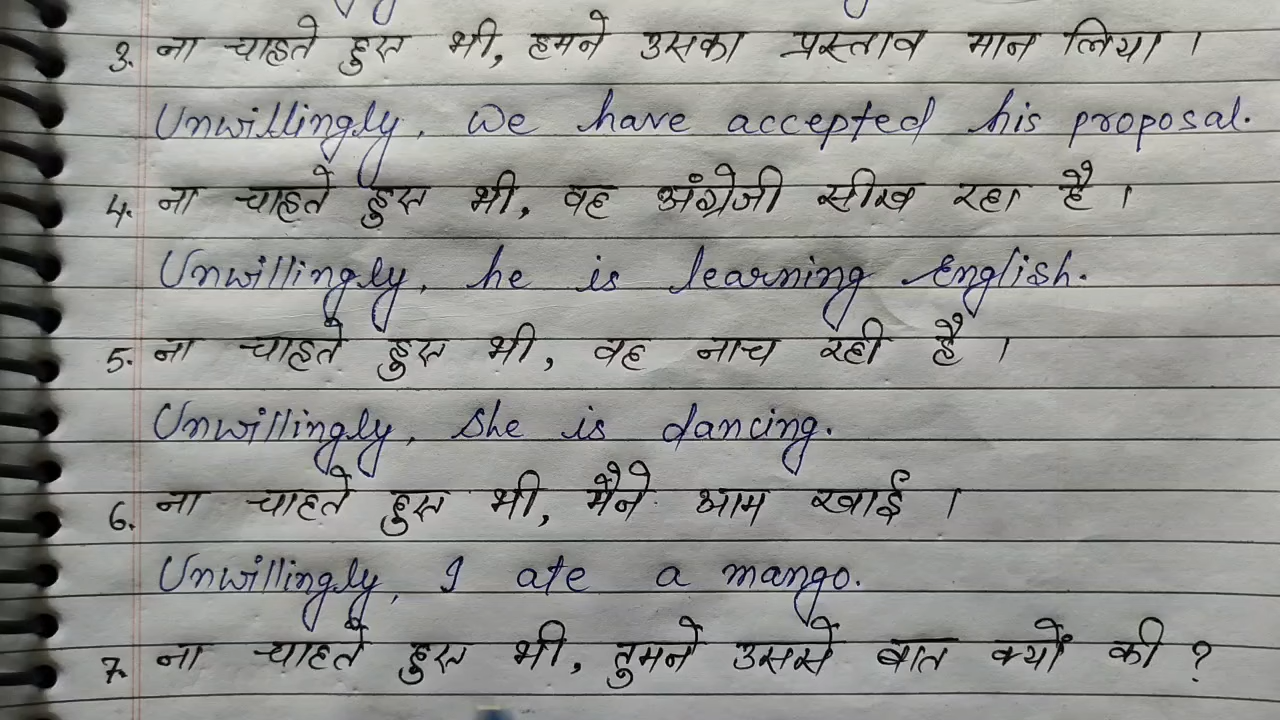 3. ना चाहते हुए भी, हमने उसका प्रस्ताव मान लिया ।
Unwillingly, We have accepted his proposal.
4. ना चाहते हुए भी, वह अंग्रेजी सीख रहा है ।
Unwillingly, he is learning English.
5. ना चाहते हुए भी, वह नाच रही है ।
Unwillingly, She is dancing.
6. ना चाहते हुए भी, मैंने आम खाई ।
Unwillingly, I ate a mango.
7. ना चाहते हुए भी, तुमने उससे बात क्यों की ?